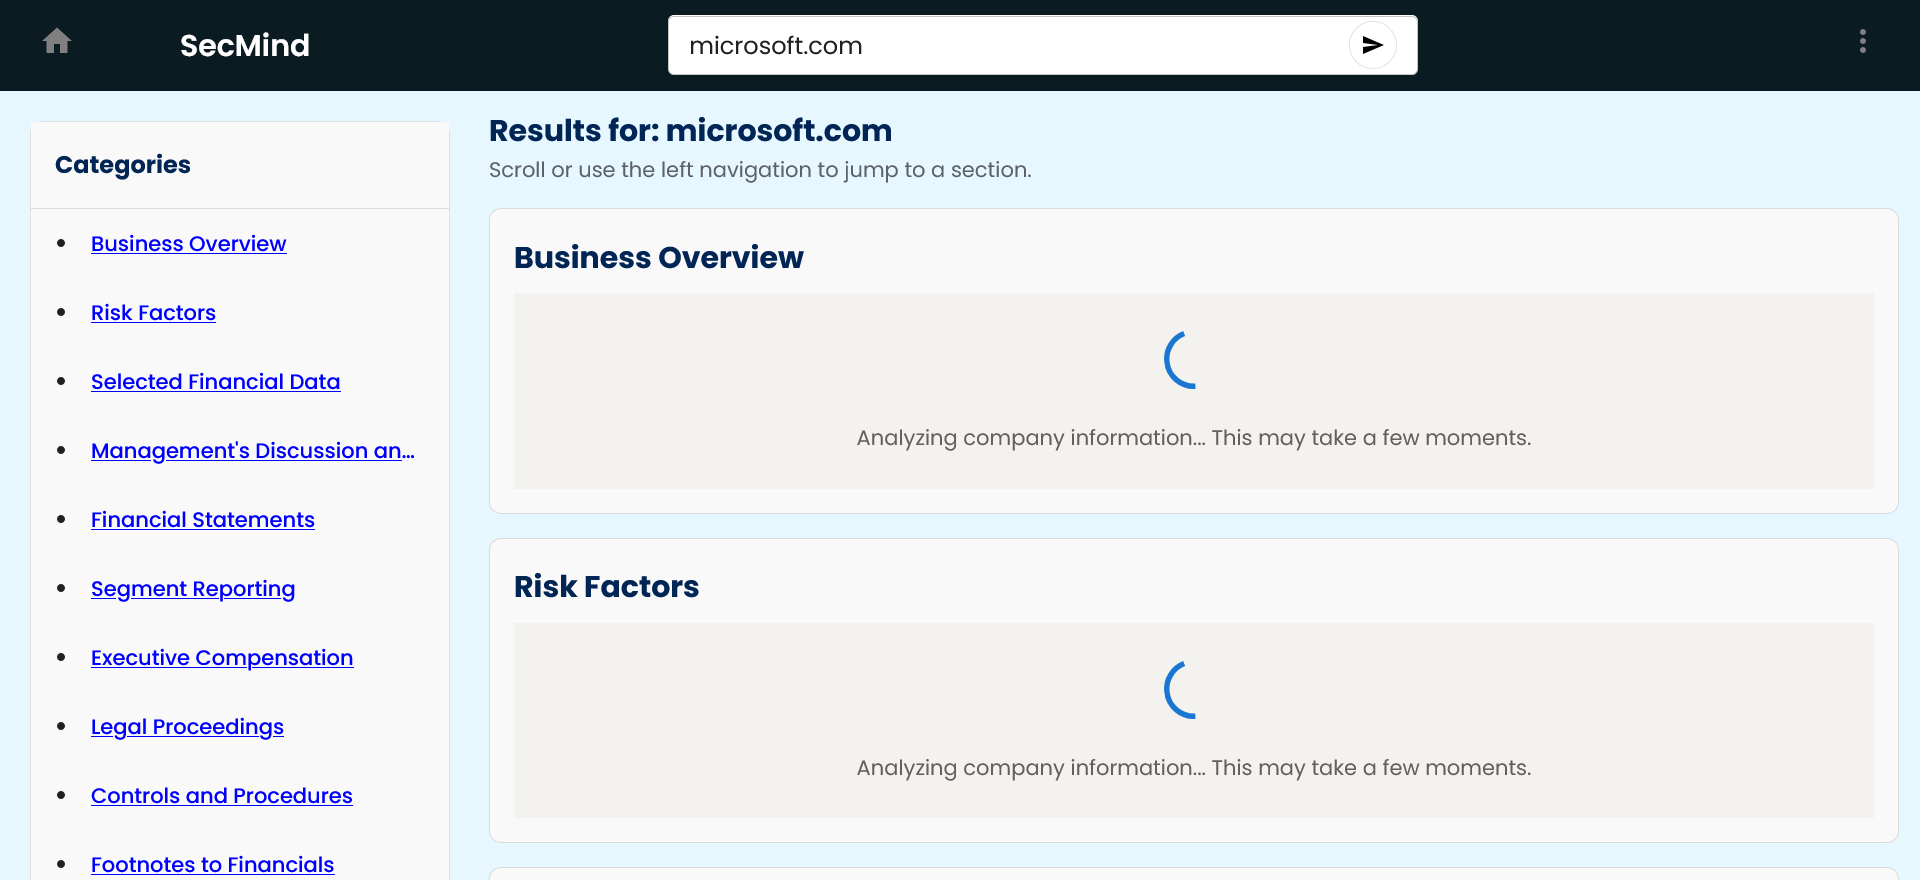 SecMind
microsoft.com
Categories
Business Overview
Risk Factors
Selected Financial Data
Management's Discussion an...
Financial Statements
Segment Reporting
Executive Compensation
Legal Proceedings
Controls and Procedures
Footnotes to Financials
Results for: microsoft.com
Scroll or use the left navigation to jump to a section.
Business Overview
Analyzing company information... This may take a few moments.
Risk Factors
Analyzing company information... This may take a few moments.